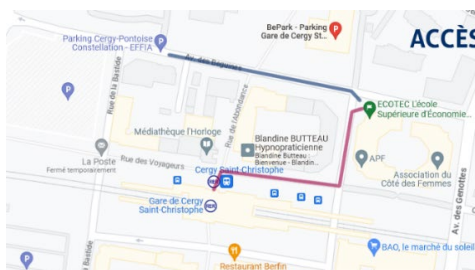 BePark - Parking
Gare de Cergy St...
ACCÈS
Parking Cergy-Pontoise
Constellation - EFFIA
Av. des Béguines
Rue de la Bastide
Rue de l'Abondance
ECOTEC L'école
Supérieure d'Économie...
Médiathèque l'Horloge
Blandine BUTTEAU
Hypnopraticienne
Blandine Butteau :
Bienvenue - Blandin...
La Poste
Fermé temporairement
Rue des Voyageurs
Cergy Saint-Christophe
APF
Association du
Côté des Femmes
Gare de Cergy
Saint-Christophe
Av. des Genottes
la Bastide
BAO, le marché du soleil
Restaurant Berfin